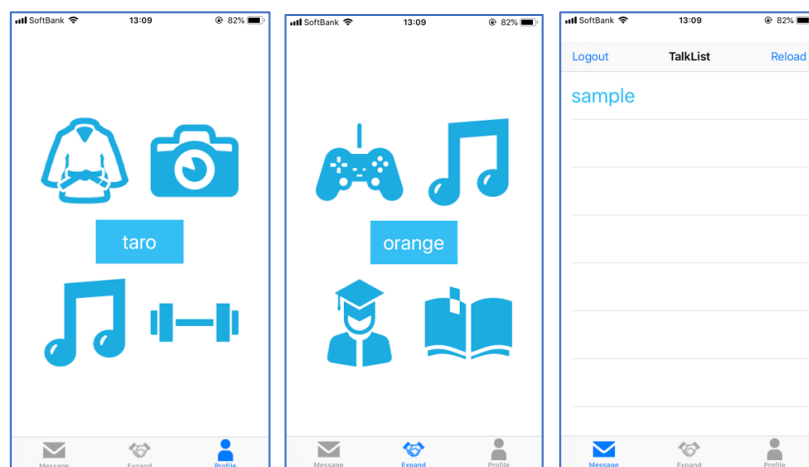 SoftBank 13:09 82%
taro
Message Expand Profile
SoftBank 13:09 82%
orange
Message Expand Profile
SoftBank 13:09 82%
Logout TalkList Reload
sample
Message Expand Profile